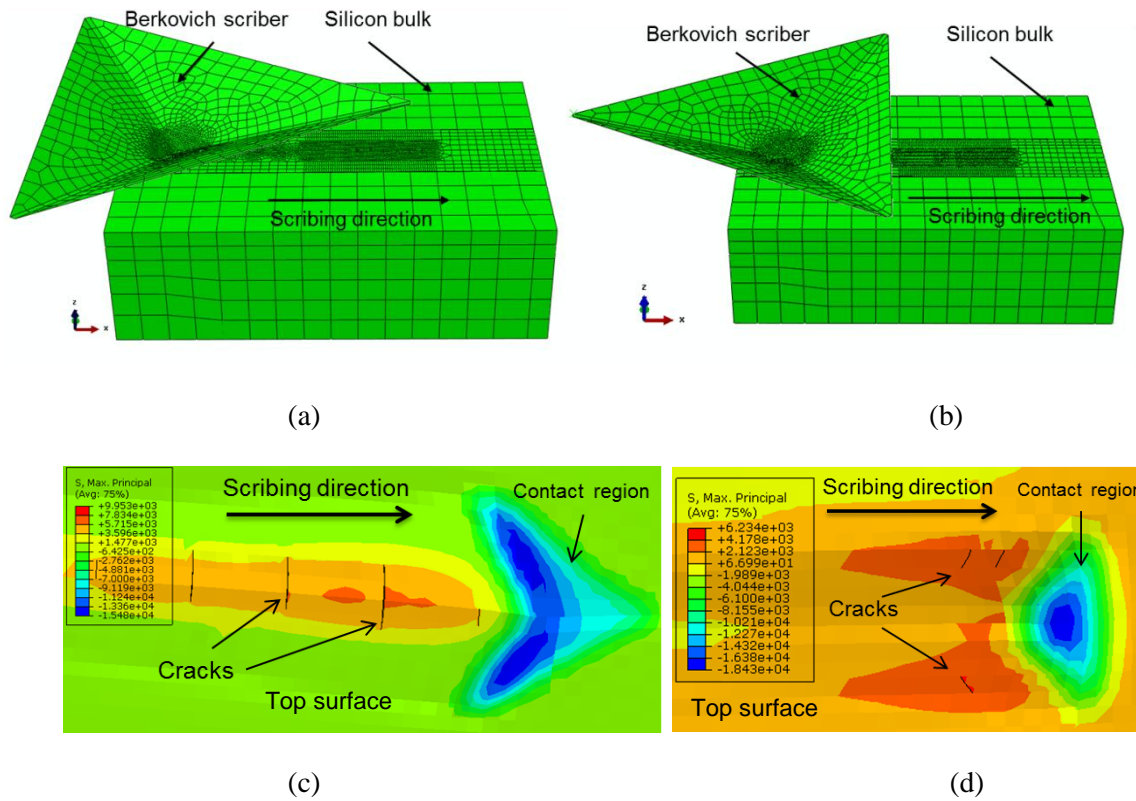 Berkovich scriber
Silicon bulk
Scribing direction
z
x
(a)
Berkovich scriber
Silicon bulk
Scribing direction
z
x
(b)
S, Max. Principal
(Avg: 75%)
+9.953e+03
+7.834e+03
+5.715e+03
+3.596e+03
+1.477e+03
-6.425e+02
-2.762e+03
-4.881e+03
-7.000e+03
-9.119e+03
-1.124e+04
-1.336e+04
-1.548e+04
Scribing direction
Contact region
Cracks
Top surface
(c)
S, Max. Principal
(Avg: 75%)
+6.234e+03
+4.178e+03
+2.123e+03
+6.699e+01
-1.989e+03
-4.044e+03
-6.100e+03
-8.155e+03
-1.021e+04
-1.227e+04
-1.432e+04
-1.638e+04
-1.843e+04
Scribing direction
Contact region
Cracks
Top surface
(d)